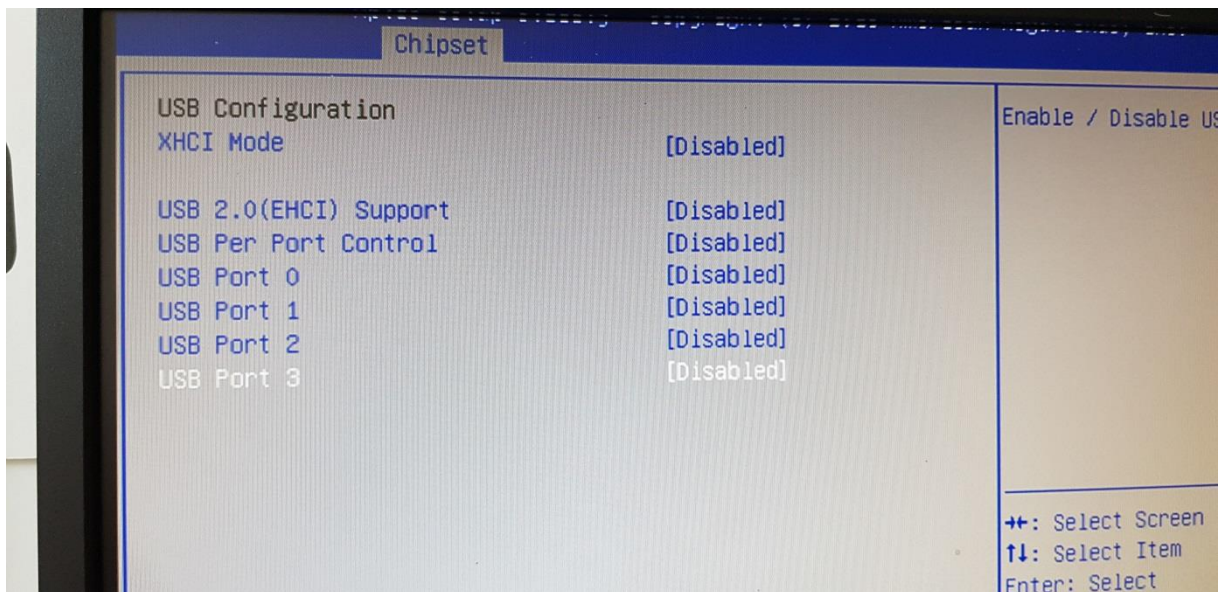 Chipset
USB Configuration
XHCI Mode [Disabled]
USB 2.0(EHCI) Support [Disabled]
USB Per Port Control [Disabled]
USB Port 0 [Disabled]
USB Port 1 [Disabled]
USB Port 2 [Disabled]
USB Port 3 [Disabled]
Enable / Disable
→←: Select Screen
↑↓: Select Item
Enter: Select